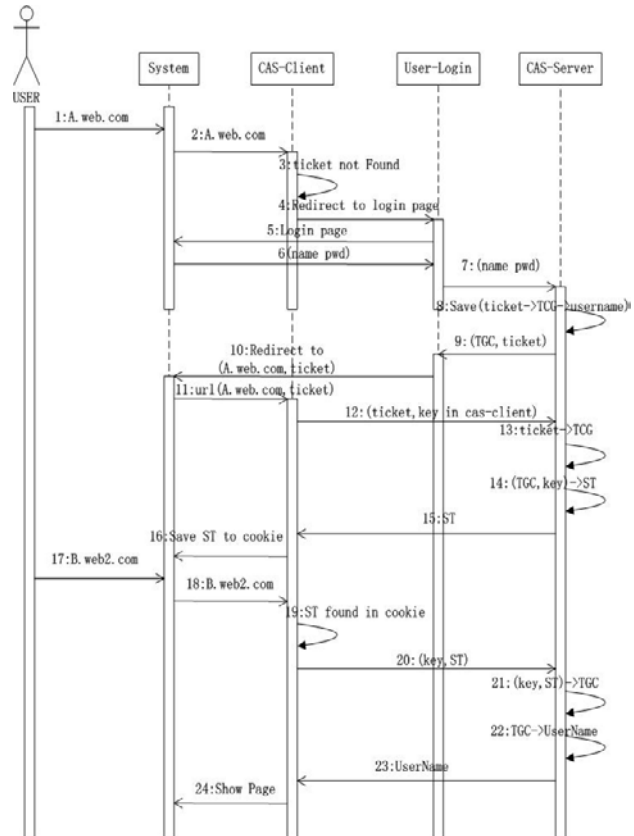 USER
System
CAS-Client
User-Login
CAS-Server
1:A.web.com
2:A.web.com
3:ticket not Found
4:Redirect to login page
5:Login page
6(name pwd)
7:(name pwd)
8:Save(ticket->TCG->username)
9:(TGC,ticket)
10:Redirect to
(A.web.com,ticket)
11:url(A.web.com,ticket)
12:(ticket,key in cas-client)
13:ticket->TCG
14:(TGC,key)->ST
15:ST
16:Save ST to cookie
17:B.web2.com
18:B.web2.com
19:ST found in cookie
20:(key,ST)
21:(key,ST)->TGC
22:TGC->UserName
23:UserName
24:Show Page